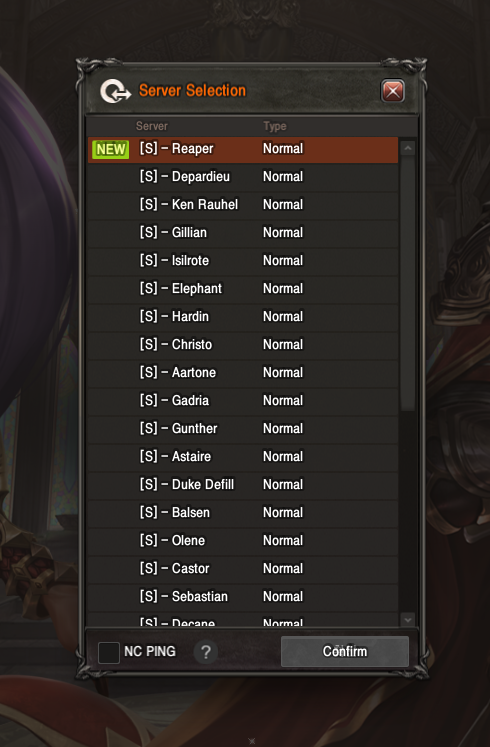 Server Selection
Server Type
NEW [S] – Reaper Normal
[S] – Depardieu Normal
[S] – Ken Rauhel Normal
[S] – Gillian Normal
[S] – Isilrote Normal
[S] – Elephant Normal
[S] – Hardin Normal
[S] – Christo Normal
[S] – Aartone Normal
[S] – Gadria Normal
[S] – Gunther Normal
[S] – Astaire Normal
[S] – Duke Defill Normal
[S] – Balsen Normal
[S] – Olene Normal
[S] – Castor Normal
[S] – Sebastian Normal
[S] – Decane Normal
NC PING ? Confirm